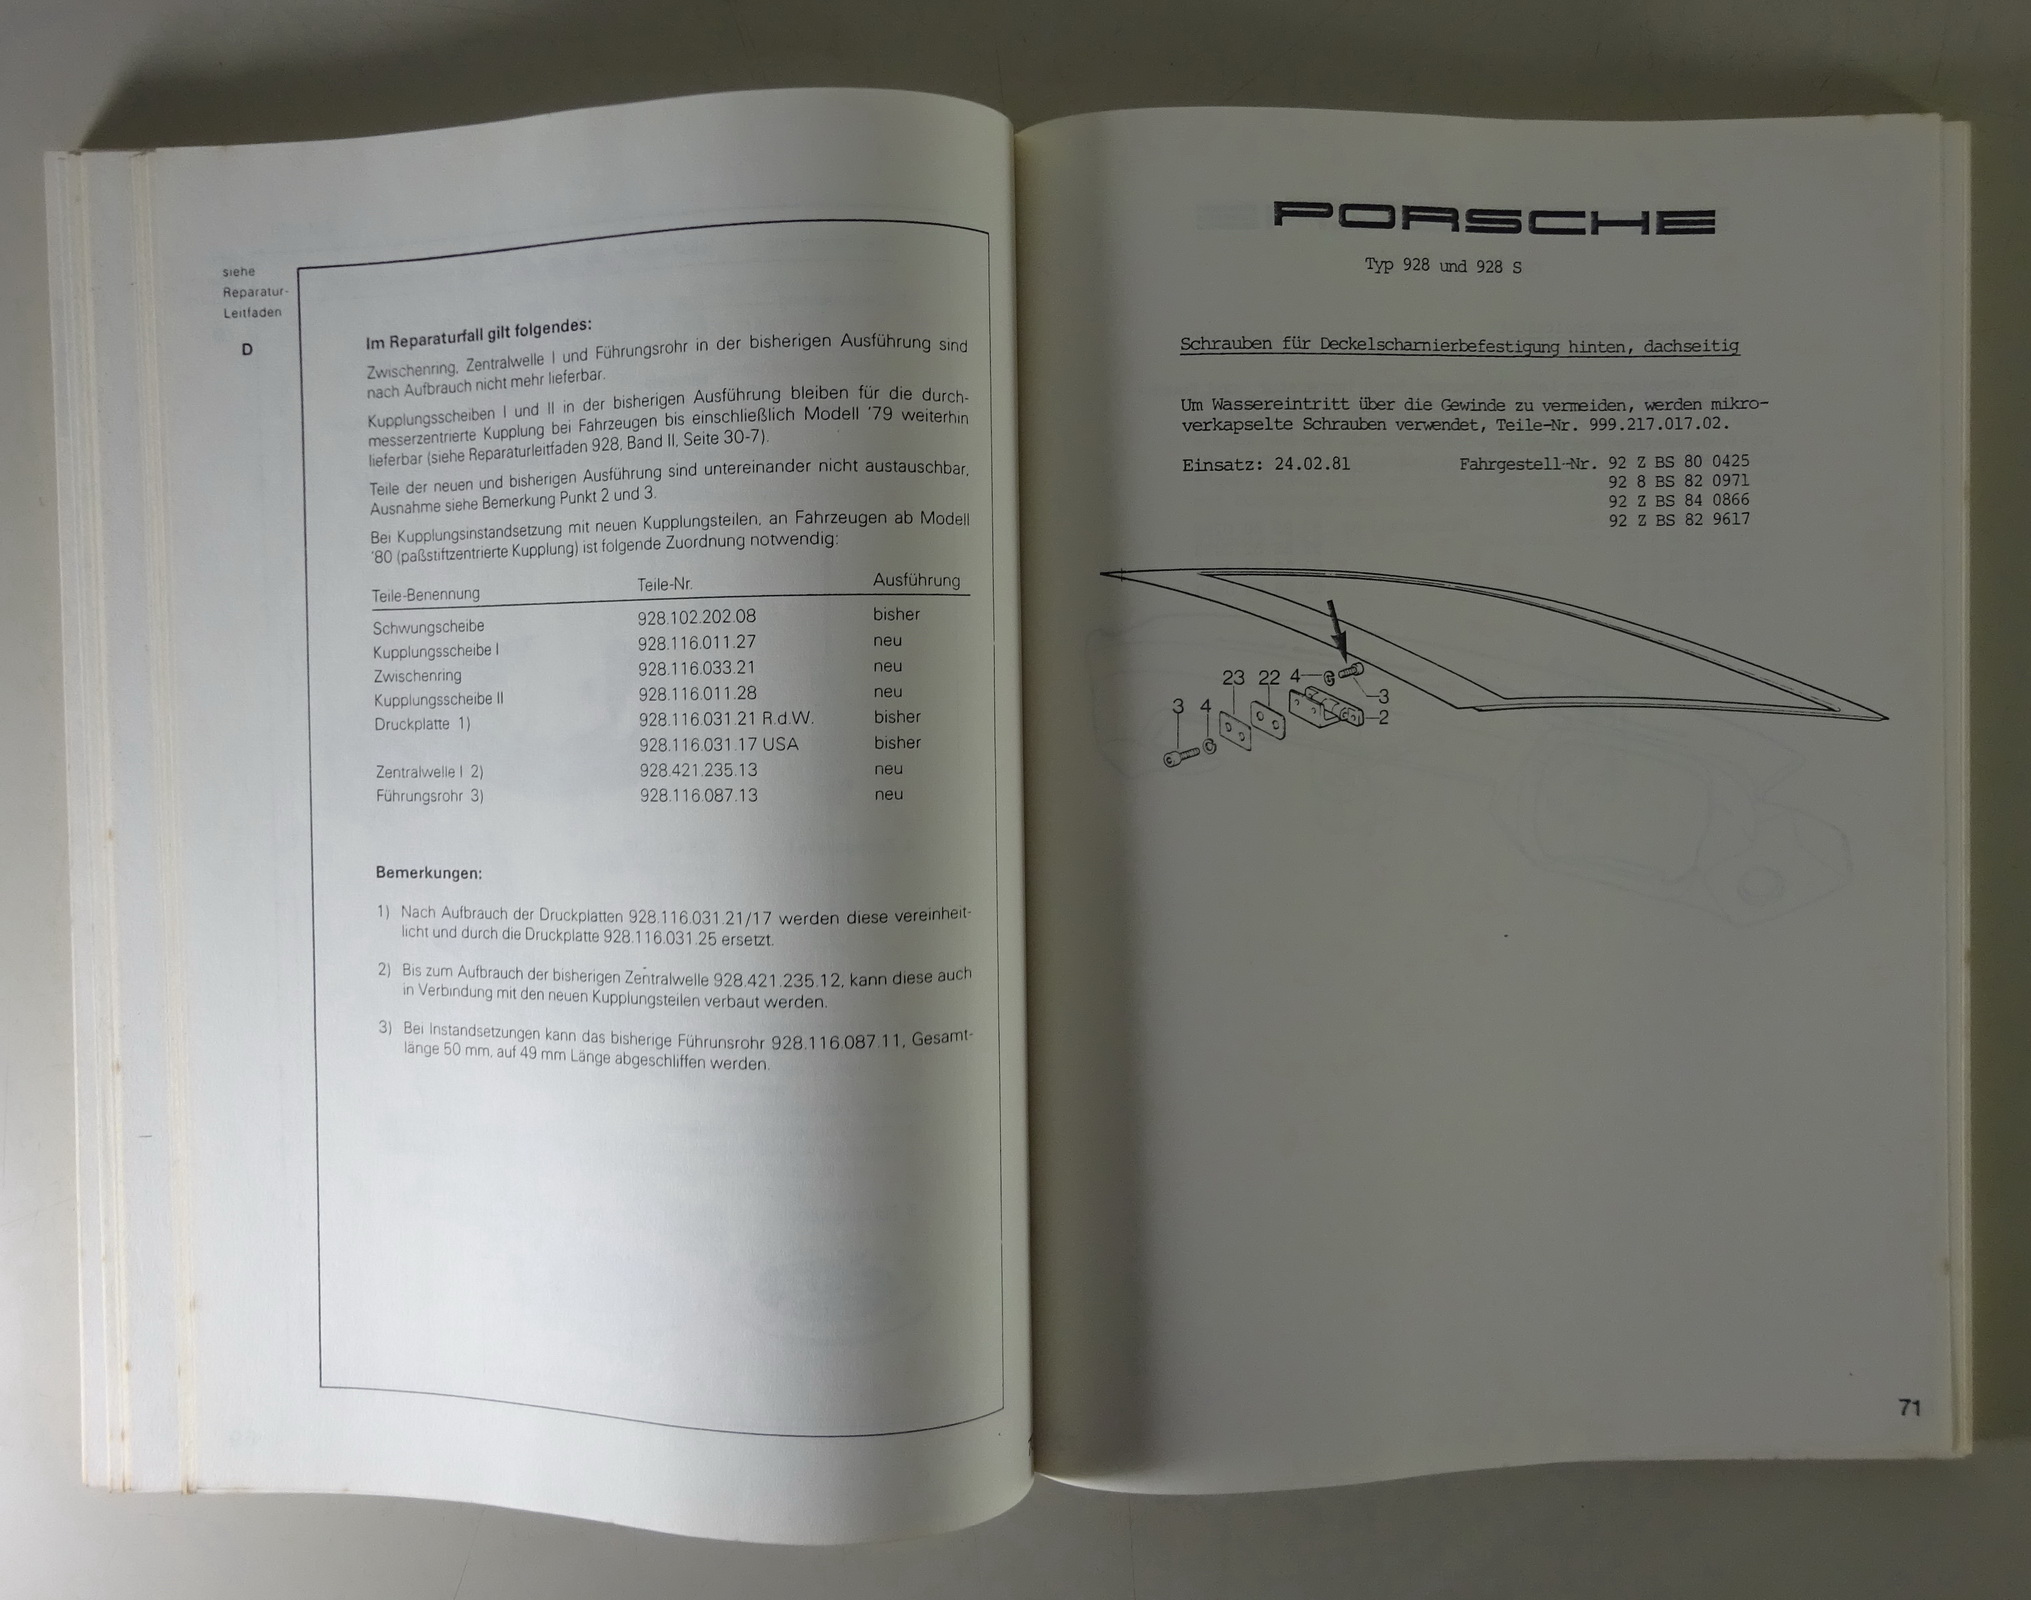 siehe
Reparatur-
Leitfaden
D
Im Reparaturfall gilt folgendes:
Zwischenring, Zentralwelle I und Führungsrohr in der bisherigen Ausführung sind
nach Aufbrauch nicht mehr lieferbar.
Kupplungsscheiben I und II in der bisherigen Ausführung bleiben für die durch-
messerzentrierte Kupplung bei Fahrzeugen bis einschließlich Modell '79 weiterhin
lieferbar (siehe Reparaturleitfaden 928, Band II, Seite 30-7).
Teile der neuen und bisherigen Ausführung sind untereinander nicht austauschbar,
Ausnahme siehe Bemerkung Punkt 2 und 3.
Bei Kupplungsinstandsetzung mit neuen Kupplungsteilen, an Fahrzeugen ab Modell
'80 (paßstiftzentrierte Kupplung) ist folgende Zuordnung notwendig:
Teile-Benennung Teile-Nr. Ausführung
Schwungscheibe 928.102.202.08 bisher
Kupplungsscheibe I 928.116.011.27 neu
Zwischenring 928.116.033.21 neu
Kupplungsscheibe II 928.116.011.28 neu
Druckplatte 1) 928.116.031.21 R.d.W. bisher
928.116.031.17 USA bisher
Zentralwelle I 2) 928.421.235.13 neu
Führungsrohr 3) 928.116.087.13 neu
Bemerkungen:
1) Nach Aufbrauch der Druckplatten 928.116.031.21/17 werden diese vereinheit-
licht und durch die Druckplatte 928.116.031.25 ersetzt.
2) Bis zum Aufbrauch der bisherigen Zentralwelle 928.421.235.12, kann diese auch
in Verbindung mit den neuen Kupplungsteilen verbaut werden.
3) Bei Instandsetzungen kann das bisherige Führunsrohr 928.116.087.11, Gesamt-
länge 50 mm, auf 49 mm Länge abgeschliffen werden.
PORSCHE
Typ 928 und 928 S
Schrauben für Deckelscharnierbefestigung hinten, dachseitig
Um Wassereintritt über die Gewinde zu vermeiden, werden mikro-
verkapselte Schrauben verwendet, Teile-Nr. 999.217.017.02.
Einsatz: 24.02.81 Fahrgestell-Nr. 92 Z BS 80 0425
92 8 BS 82 0971
92 Z BS 84 0866
92 Z BS 82 9617
23 22 4
3
3 4 2
71